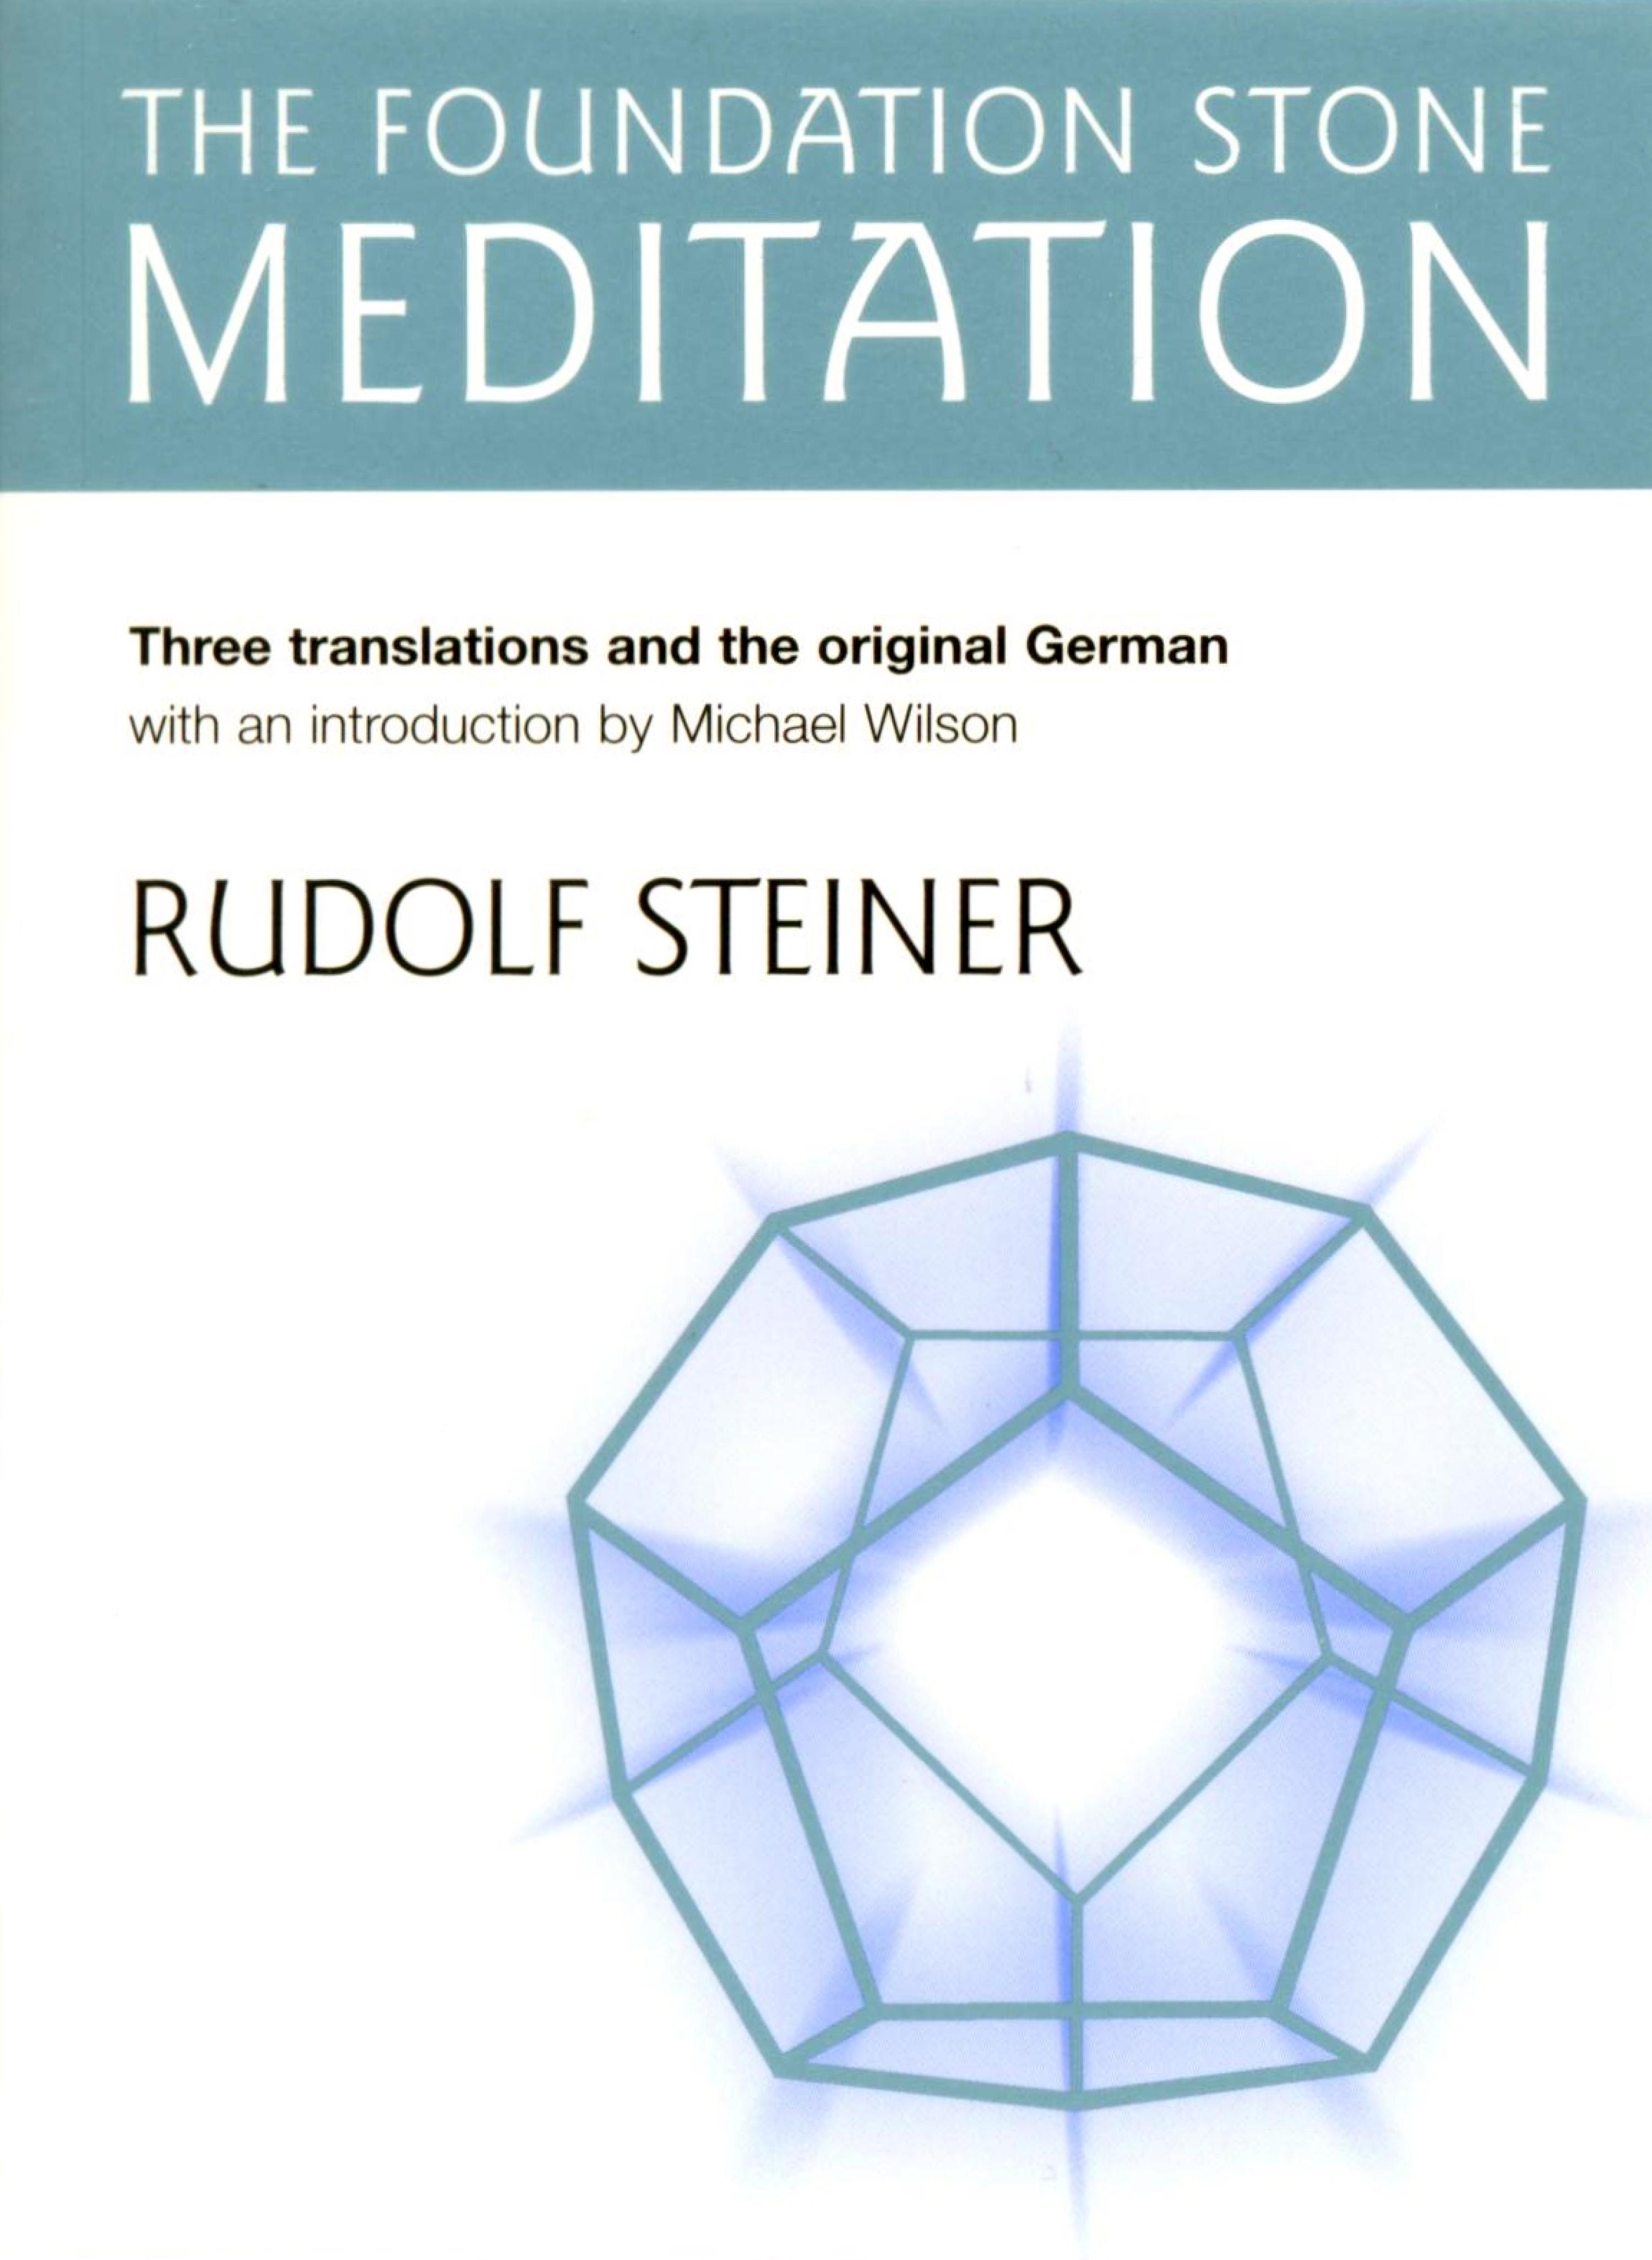 THE FOUNDATION STONE
MEDITATION
Three translations and the original German
with an introduction by Michael Wilson
RUDOLF STEINER